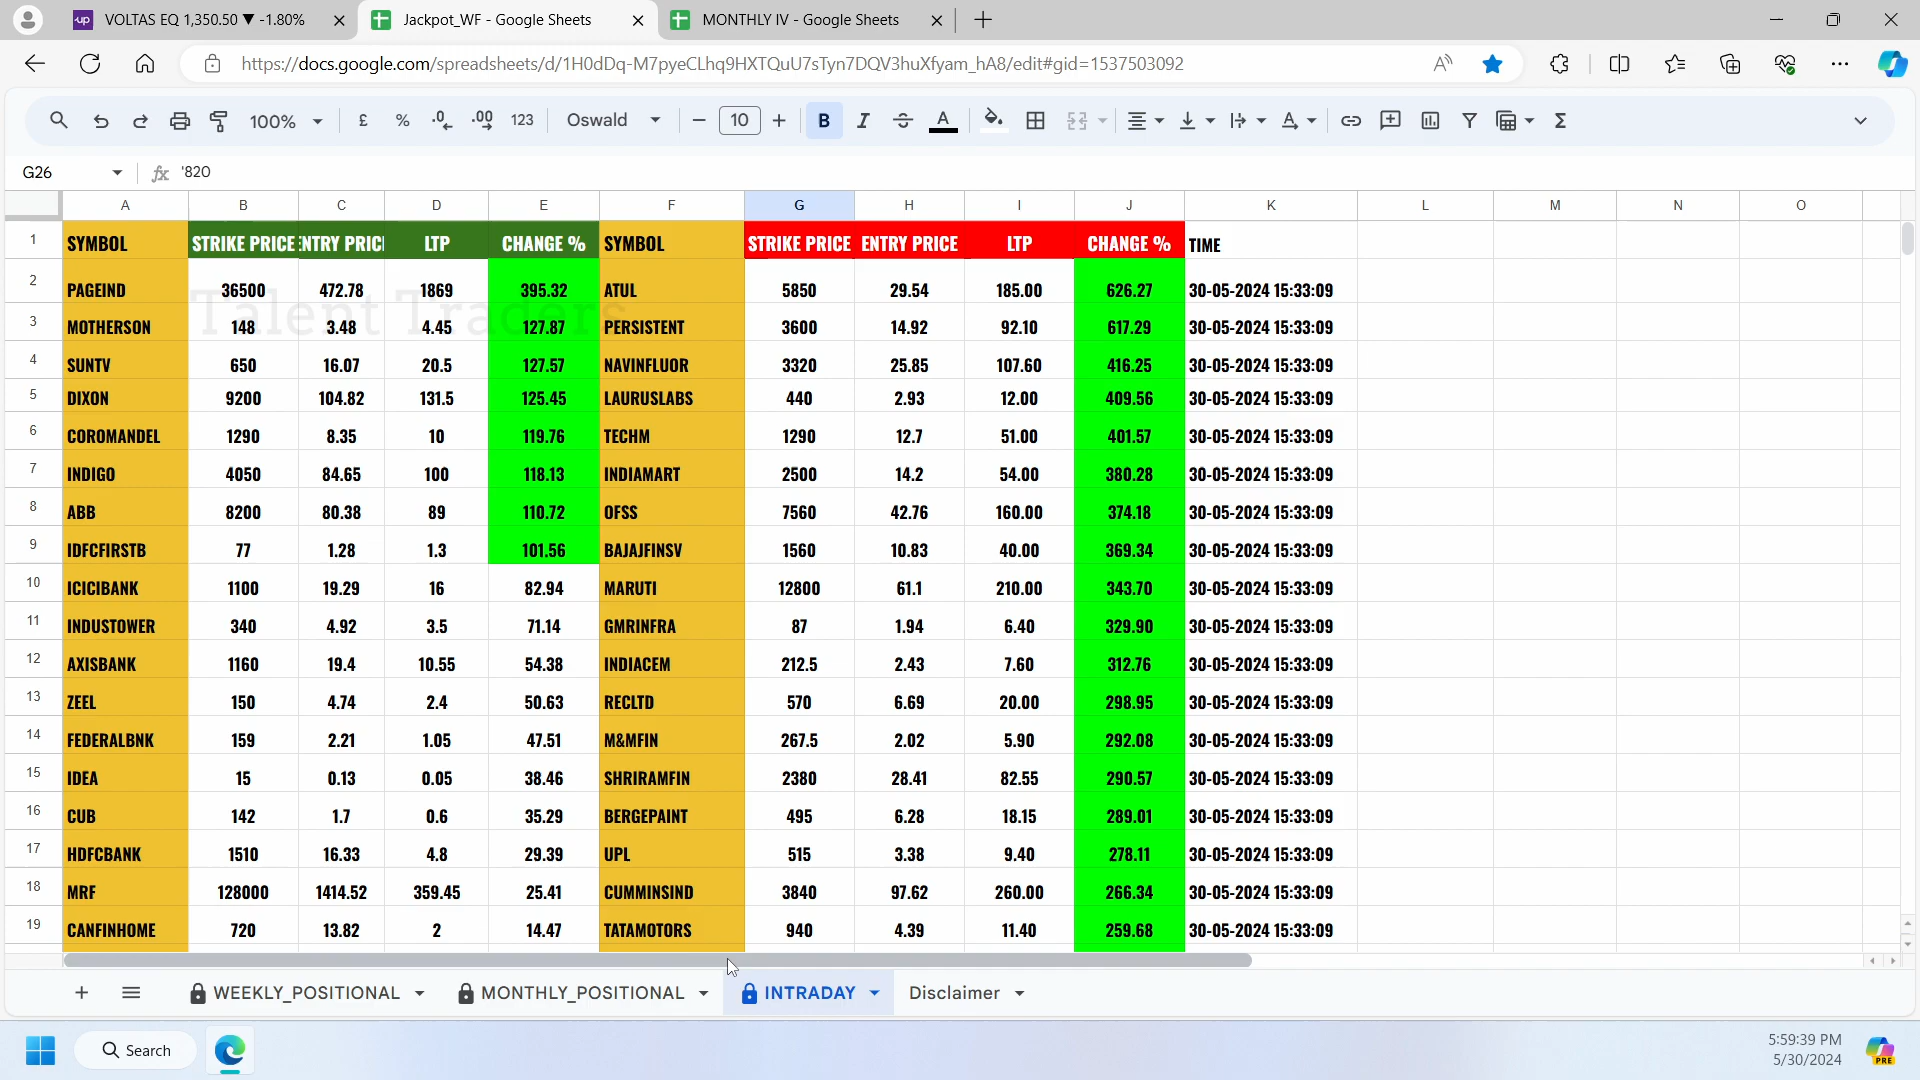 VOLTAS EQ 1,350.50 ▼ -1.80%
Jackpot_WF - Google Sheets
MONTHLY IV - Google Sheets
https://docs.google.com/spreadsheets/d/1H0dDq-M7pyeCLhq9HXTQuU7sTyn7DQV3huXfyam_hA8/edit#gid=1537503092
100% £ % .0 .00 123 Oswald 10 B I A Σ
G26 fx '820
A B C D E F G H I J K L M N O
1 SYMBOL STRIKE PRICE NTRY PRIC LTP CHANGE % SYMBOL STRIKE PRICE ENTRY PRICE LTP CHANGE % TIME
2 PAGEIND 36500 472.78 1869 395.32 ATUL 5850 29.54 185.00 626.27 30-05-2024 15:33:09
Talent Traders
3 MOTHERSON 148 3.48 4.45 127.87 PERSISTENT 3600 14.92 92.10 617.29 30-05-2024 15:33:09
4 SUNTV 650 16.07 20.5 127.57 NAVINFLUOR 3320 25.85 107.60 416.25 30-05-2024 15:33:09
5 DIXON 9200 104.82 131.5 125.45 LAURUSLABS 440 2.93 12.00 409.56 30-05-2024 15:33:09
6 COROMANDEL 1290 8.35 10 119.76 TECHM 1290 12.7 51.00 401.57 30-05-2024 15:33:09
7 INDIGO 4050 84.65 100 118.13 INDIAMART 2500 14.2 54.00 380.28 30-05-2024 15:33:09
8 ABB 8200 80.38 89 110.72 OFSS 7560 42.76 160.00 374.18 30-05-2024 15:33:09
9 IDFCFIRSTB 77 1.28 1.3 101.56 BAJAJFINSV 1560 10.83 40.00 369.34 30-05-2024 15:33:09
10 ICICIBANK 1100 19.29 16 82.94 MARUTI 12800 61.1 210.00 343.70 30-05-2024 15:33:09
11 INDUSTOWER 340 4.92 3.5 71.14 GMRINFRA 87 1.94 6.40 329.90 30-05-2024 15:33:09
12 AXISBANK 1160 19.4 10.55 54.38 INDIACEM 212.5 2.43 7.60 312.76 30-05-2024 15:33:09
13 ZEEL 150 4.74 2.4 50.63 RECLTD 570 6.69 20.00 298.95 30-05-2024 15:33:09
14 FEDERALBNK 159 2.21 1.05 47.51 M&MFIN 267.5 2.02 5.90 292.08 30-05-2024 15:33:09
15 IDEA 15 0.13 0.05 38.46 SHRIRAMFIN 2380 28.41 82.55 290.57 30-05-2024 15:33:09
16 CUB 142 1.7 0.6 35.29 BERGEPAINT 495 6.28 18.15 289.01 30-05-2024 15:33:09
17 HDFCBANK 1510 16.33 4.8 29.39 UPL 515 3.38 9.40 278.11 30-05-2024 15:33:09
18 MRF 128000 1414.52 359.45 25.41 CUMMINSIND 3840 97.62 260.00 266.34 30-05-2024 15:33:09
19 CANFINHOME 720 13.82 2 14.47 TATAMOTORS 940 4.39 11.40 259.68 30-05-2024 15:33:09
WEEKLY_POSITIONAL MONTHLY_POSITIONAL INTRADAY Disclaimer
Search
5:59:39 PM
5/30/2024
PRE